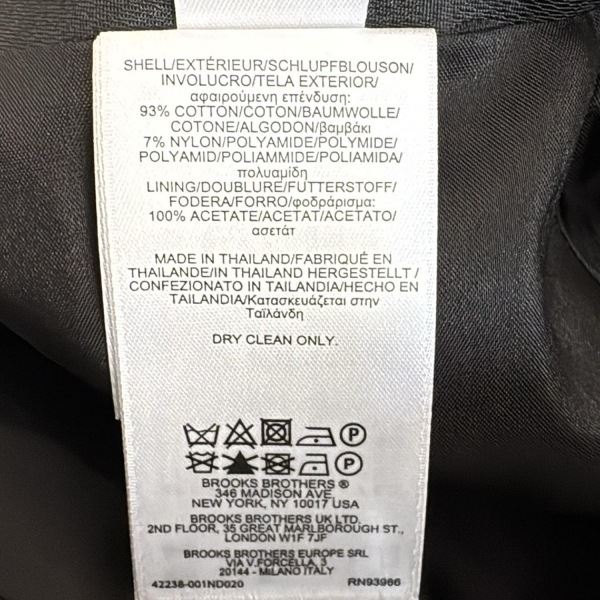 SHELL/EXTÉRIEUR/SCHLUPFBLOUSON/
INVOLUCRO/TELA EXTERIOR/
αφαιρούμενη επένδυση:
93% COTTON/COTON/BAUMWOLLE/
COTONE/ALGODON/βαμβάκι
7% NYLON/POLYAMIDE/POLYMIDE/
POLYAMID/POLIAMMIDE/POLIAMIDA/
πολυαμίδη
LINING/DOUBLURE/FUTTERSTOFF/
FODERA/FORRO/φοδράρισμα:
100% ACETATE/ACETAT/ACETATO/
ασετάτ
MADE IN THAILAND/FABRIQUÉ EN
THAILANDE/IN THAILAND HERGESTELLT /
CONFEZIONATO IN TAILANDIA/HECHO EN
TAILANDIA/Κατασκευάζεται στην
Ταϊλάνδη
DRY CLEAN ONLY.
P
P
BROOKS BROTHERS ®
346 MADISON AVE.
NEW YORK, NY 10017 USA
BROOKS BROTHERS UK LTD.
2ND FLOOR, 35 GREAT MARLBOROUGH ST.,
LONDON W1F 7JF
BROOKS BROTHERS EUROPE SRL
VIA V.FORCELLA, 3
20144 - MILANO ITALY
42238-001ND020 RN93966